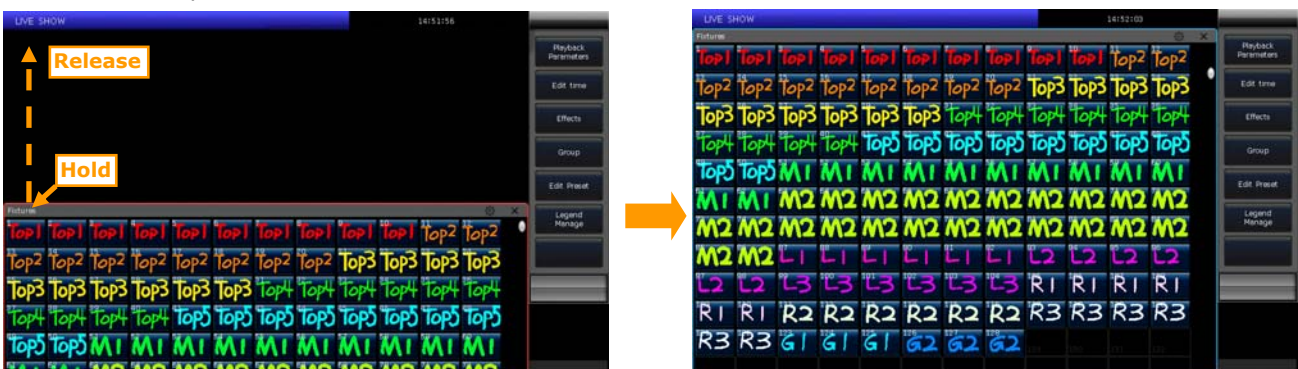 LIVE SHOW 14:51:56
Release
Hold
Playback Parameters
Edit time
Effects
Group
Edit Preset
Legend Manage
Fixtures
Top1 Top1 Top1 Top1 Top1 Top1 Top1 Top1 Top1 Top1 Top2 Top2
Top2 Top2 Top2 Top2 Top2 Top2 Top2 Top2 Top3 Top3 Top3 Top3
Top3 Top3 Top3 Top3 Top3 Top3 Top4 Top4 Top4 Top4 Top4 Top4
Top4 Top4 Top4 Top4 Top5 Top5 Top5 Top5 Top5 Top5 Top5 Top5
Top5 Top5 M1 M1 M1 M1 M1 M1 M1 M1 M1 M1
LIVE SHOW 14:52:03
Fixtures
Top1 Top1 Top1 Top1 Top1 Top1 Top1 Top1 Top1 Top1 Top2 Top2
Top2 Top2 Top2 Top2 Top2 Top2 Top2 Top2 Top3 Top3 Top3 Top3
Top3 Top3 Top3 Top3 Top3 Top3 Top4 Top4 Top4 Top4 Top4 Top4
Top4 Top4 Top4 Top4 Top5 Top5 Top5 Top5 Top5 Top5 Top5 Top5
Top5 Top5 M1 M1 M1 M1 M1 M1 M1 M1 M1 M1
M1 M1 M2 M2 M2 M2 M2 M2 M2 M2 M2 M2
M2 M2 M2 M2 M2 M2 M2 M2 M2 M2 M2 M2
M2 M2 L1 L1 L1 L1 L1 L1 L2 L2 L2 L2
L2 L2 L3 L3 L3 L3 L3 L3 R1 R1 R1 R1
R1 R1 R2 R2 R2 R2 R2 R2 R3 R3 R3 R3
R3 R3 G1 G1 G1 G2 G2 G2
Playback Parameters
Edit time
Effects
Group
Edit Preset
Legend Manage